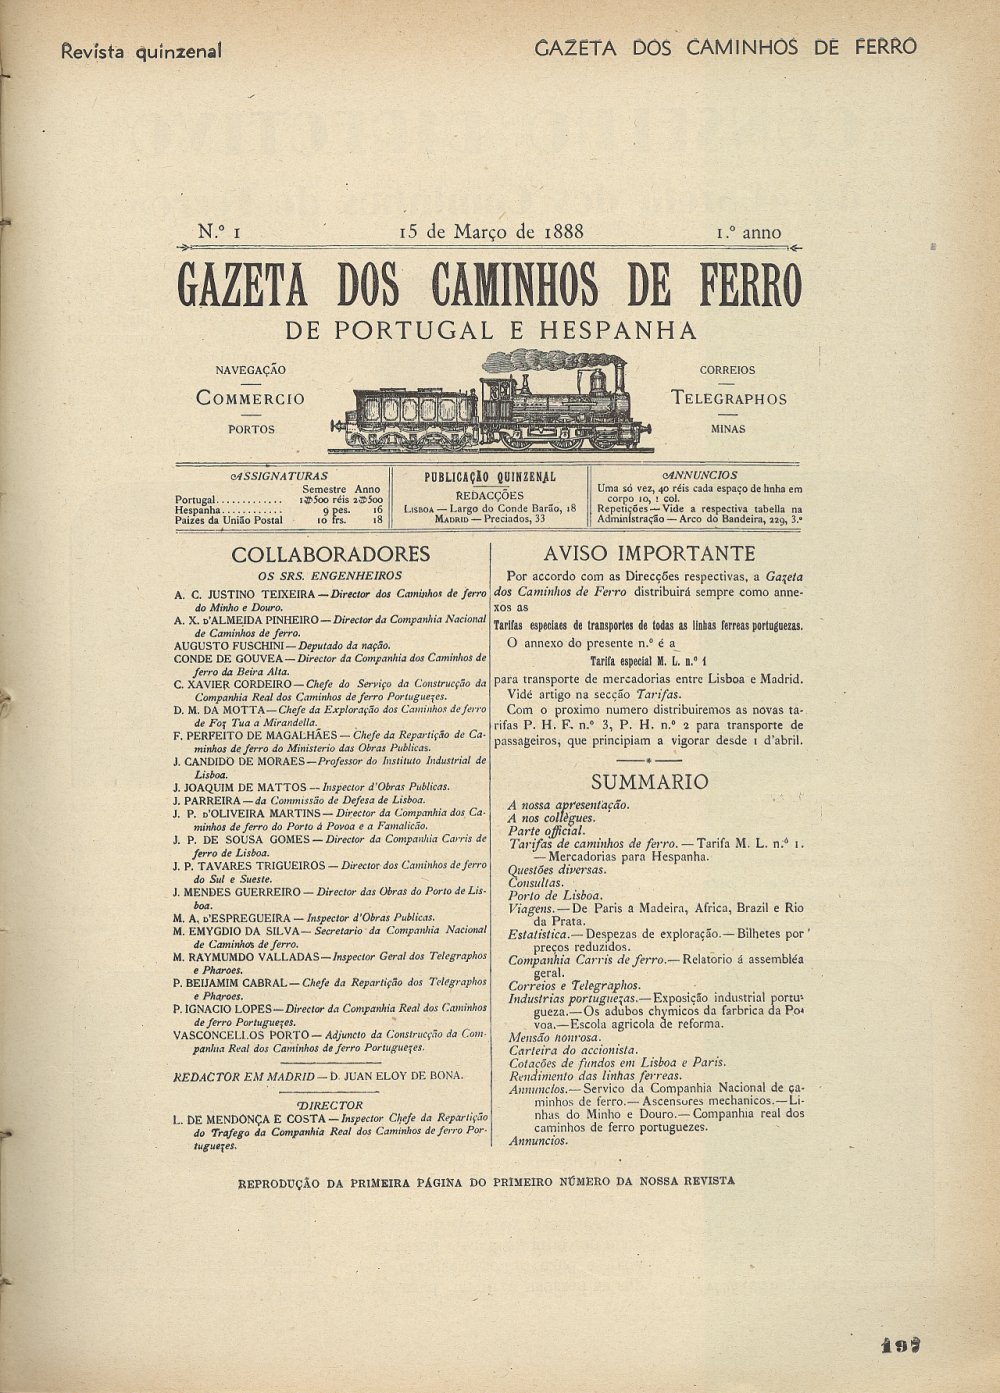 Revista quinzenal
GAZETA DOS CAMINHOS DE FERRO
N.º 1
15 de Março de 1888
1.º anno
GAZETA DOS CAMINHOS DE FERRO
DE PORTUGAL E HESPANHA
NAVEGAÇÃO
COMMERCIO
PORTOS
CORREIOS
TELEGRAPHOS
MINAS
ASSIGNATURAS
Semestre Anno
Portugal............. 1$500 réis 2$500
Hespanha............ 9 pes. 16
Paizes da União Postal 10 frs. 18
PUBLICAÇÃO QUINZENAL
REDACÇÕES
LISBOA — Largo do Conde Barão, 18
MADRID — Preciados, 33
ANNUNCIOS
Uma só vez, 40 réis cada espaço de linha em
corpo 10, 1 col.
Repetições — Vide a respectiva tabella na
Administração — Arco do Bandeira, 229, 3.º
COLLABORADORES
OS SRS. ENGENHEIROS
A. C. JUSTINO TEIXEIRA — Director dos Caminhos de ferro
do Minho e Douro.
A. X. D'ALMEIDA PINHEIRO — Director da Companhia Nacional
de Caminhos de ferro.
AUGUSTO FUSCHINI — Deputado da nação.
CONDE DE GOUVEA — Director da Companhia dos Caminhos de
ferro da Beira Alta.
C. XAVIER CORDEIRO — Chefe do Serviço da Construcção da
Companhia Real dos Caminhos de ferro Portuguezes.
D. M. DA MOTTA — Chefe da Exploração dos Caminhos de ferro
de Foz Tua a Mirandella.
F. PERFEITO DE MAGALHÃES — Chefe da Repartição de Ca-
minhos de ferro do Ministerio das Obras Publicas.
J. CANDIDO DE MORAES — Professor do Instituto Industrial de
Lisboa.
J. JOAQUIM DE MATTOS — Inspector d'Obras Publicas.
J. PARREIRA — da Commissão de Defesa de Lisboa.
J. P. D'OLIVEIRA MARTINS — Director da Companhia dos Ca-
minhos de ferro do Porto á Povoa e a Famalicão.
J. P. DE SOUSA GOMES — Director da Companhia Carris de
ferro de Lisboa.
J. P. TAVARES TRIGUEIROS — Director dos Caminhos de ferro
do Sul e Sueste.
J. MENDES GUERREIRO — Director das Obras do Porto de Lis-
boa.
M. A. D'ESPREGUEIRA — Inspector d'Obras Publicas.
M. EMYGDIO DA SILVA — Secretario da Companhia Nacional
de Caminhos de ferro.
M. RAYMUMDO VALLADAS — Inspector Geral dos Telegraphos
e Pharoes.
P. BEIJAMIM CABRAL — Chefe da Repartição dos Telegraphos
e Pharoes.
P. IGNACIO LOPES — Director da Companhia Real dos Caminhos
de ferro Portuguezes.
VASCONCELLOS PORTO — Adjuncto da Construcção da Com-
panhia Real dos Caminhos de ferro Portuguezes.
REDACTOR EM MADRID — D. JUAN ELOY DE BONA.
DIRECTOR
L. DE MENDONÇA E COSTA — Inspector Chefe da Repartição
do Trafego da Companhia Real dos Caminhos de ferro Por-
tuguezes.
AVISO IMPORTANTE
Por accordo com as Direcções respectivas, a Gazeta
dos Caminhos de Ferro distribuirá sempre como anne-
xos as
Tarifas especiaes de transportes de todas as linhas ferreas portuguezas.
O annexo do presente n.º é a
Tarifa especial M. L. n.º 1
para transporte de mercadorias entre Lisboa e Madrid.
Vidé artigo na secção Tarifas.
Com o proximo numero distribuiremos as novas ta-
rifas P. H. F. n.º 3, P. H. n.º 2 para transporte de
passageiros, que principiam a vigorar desde 1 d'abril.
SUMMARIO
A nossa apresentação.
A nos collègues.
Parte official.
Tarifas de caminhos de ferro. — Tarifa M. L. n.º 1.
— Mercadorias para Hespanha.
Questões diversas.
Consultas.
Porto de Lisboa.
Viagens. — De Paris a Madeira, Africa, Brazil e Rio
da Prata.
Estatistica. — Despezas de exploração. — Bilhetes por
preços reduzidos.
Companhia Carris de ferro. — Relatorio á assembléa
geral.
Correios e Telegraphos.
Industrias portuguezas. — Exposição industrial portu-
gueza. — Os adubos chymicos da farbrica da Po-
voa. — Escola agricola de reforma.
Mensão honrosa.
Carteira do accionista.
Cotações de fundos em Lisboa e Paris.
Rendimento das linhas ferreas.
Annuncios. — Servico da Companhia Nacional de ca-
minhos de ferro. — Ascensores mechanicos. — Li-
nhas do Minho e Douro. — Companhia real dos
caminhos de ferro portuguezes.
Annuncios.
REPRODUÇÃO DA PRIMEIRA PÁGINA DO PRIMEIRO NÚMERO DA NOSSA REVISTA
197